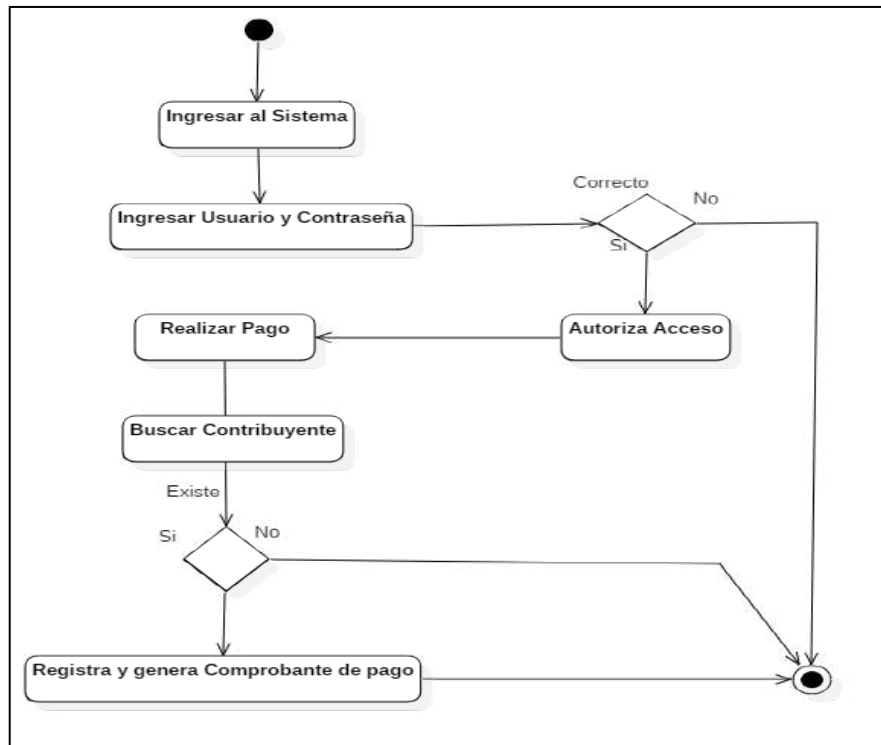 Ingresar al Sistema
Correcto
No
Ingresar Usuario y Contraseña
Si
Realizar Pago
Autoriza Acceso
Buscar Contribuyente
Existe
Si
No
Registra y genera Comprobante de pago